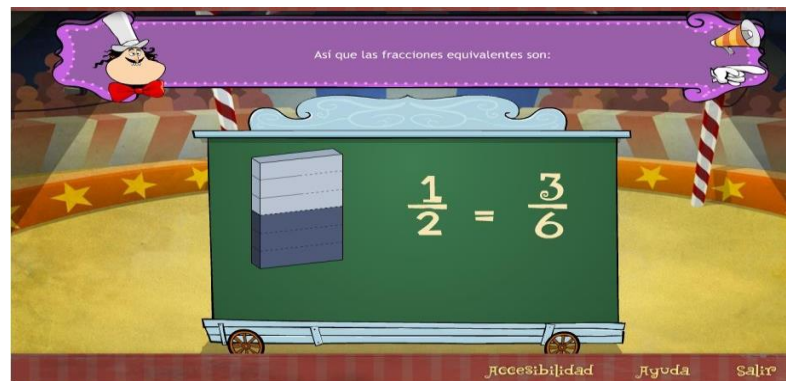 Así que las fracciones equivalentes son:
1/2 = 3/6
Accesibilidad Ayuda Salir